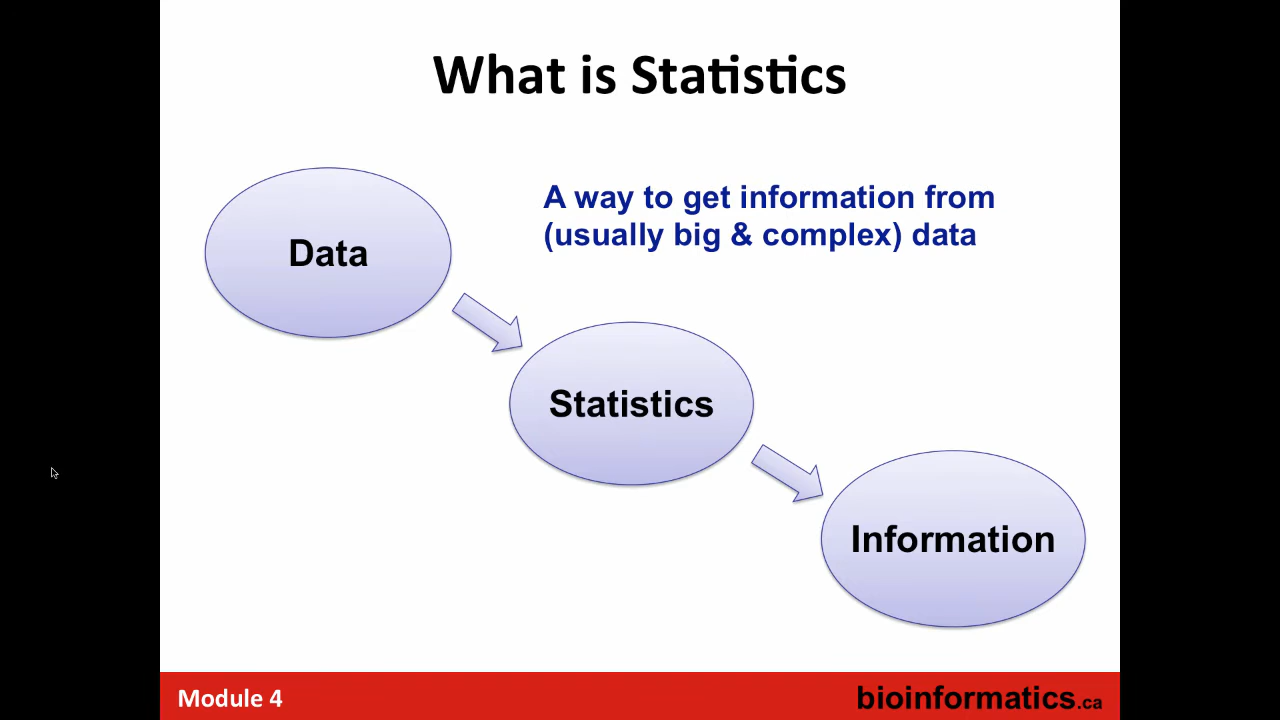 What is Statistics
A way to get information from
(usually big & complex) data
Data
Statistics
Information
Module 4
bioinformatics.ca